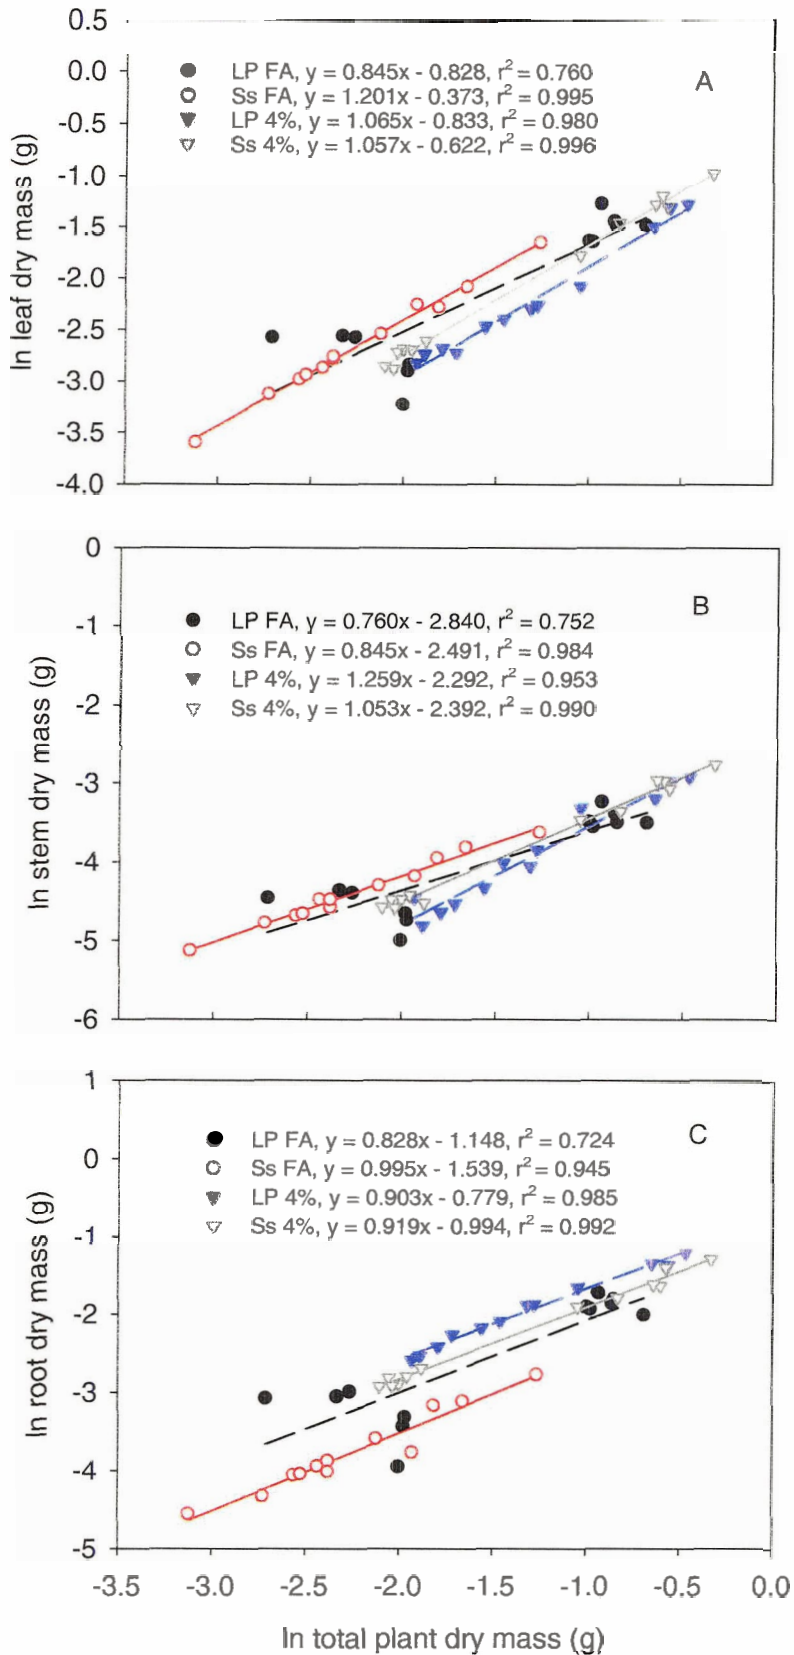 0.5
0.0
-0.5
-1.0
-1.5
-2.0
-2.5
-3.0
-3.5
-4.0
ln leaf dry mass (g)
A
LP FA, y = 0.845x - 0.828, r² = 0.760
Ss FA, y = 1.201x - 0.373, r² = 0.995
LP 4%, y = 1.065x - 0.833, r² = 0.980
Ss 4%, y = 1.057x - 0.622, r² = 0.996
0
-1
-2
-3
-4
-5
-6
ln stem dry mass (g)
B
LP FA, y = 0.760x - 2.840, r² = 0.752
Ss FA, y = 0.845x - 2.491, r² = 0.984
LP 4%, y = 1.259x - 2.292, r² = 0.953
Ss 4%, y = 1.053x - 2.392, r² = 0.990
1
0
-1
-2
-3
-4
-5
ln root dry mass (g)
C
LP FA, y = 0.828x - 1.148, r² = 0.724
Ss FA, y = 0.995x - 1.539, r² = 0.945
LP 4%, y = 0.903x - 0.779, r² = 0.985
Ss 4%, y = 0.919x - 0.994, r² = 0.992
-3.5 -3.0 -2.5 -2.0 -1.5 -1.0 -0.5 0.0
ln total plant dry mass (g)